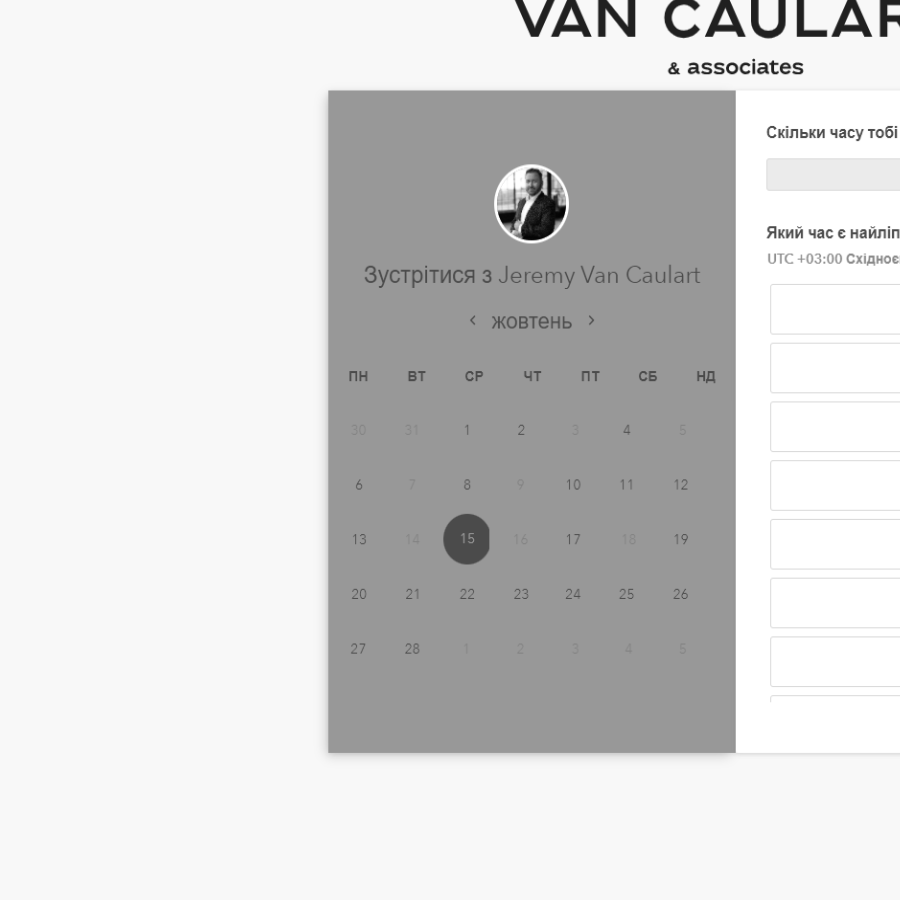 VAN CAULAR
& associates
Зустрітися з Jeremy Van Caulart
жовтень
ПН ВТ СР ЧТ ПТ СБ НД
30 31 1 2 3 4 5
6 7 8 9 10 11 12
13 14 15 16 17 18 19
20 21 22 23 24 25 26
27 28 1 2 3 4 5
Скільки часу тобі
Який час є найліп
UTC +03:00 Східноє